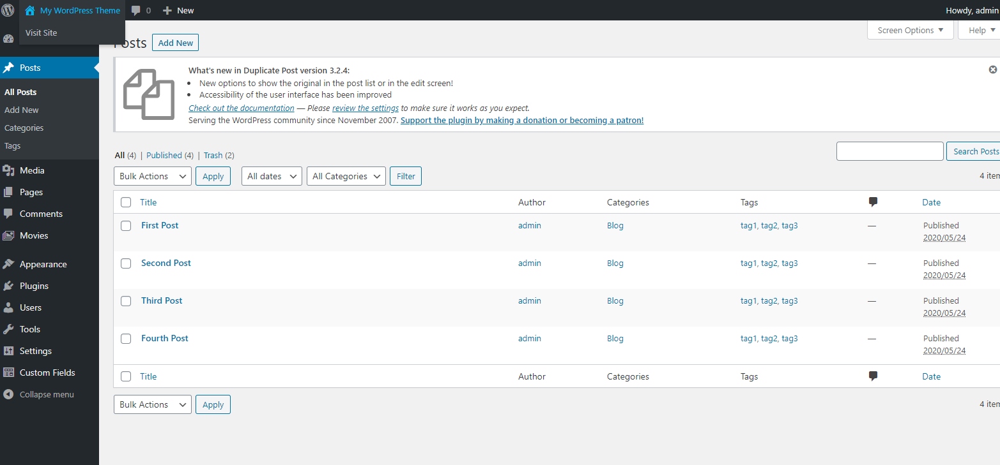 My WordPress Theme 0 New Howdy, admin
Visit Site
Screen Options Help
Posts Add New
Posts
All Posts
Add New
Categories
Tags
Media
Pages
Comments
Movies
Appearance
Plugins
Users
Tools
Settings
Custom Fields
Collapse menu
What's new in Duplicate Post version 3.2.4:
• New options to show the original in the post list or in the edit screen!
• Accessibility of the user interface has been improved
Check out the documentation — Please review the settings to make sure it works as you expect.
Serving the WordPress community since November 2007. Support the plugin by making a donation or becoming a patron!
All (4) | Published (4) | Trash (2)
Search Posts
Bulk Actions Apply All dates All Categories Filter
4 item
Title Author Categories Tags Date
First Post admin Blog tag1, tag2, tag3 — Published
2020/05/24
Second Post admin Blog tag1, tag2, tag3 — Published
2020/05/24
Third Post admin Blog tag1, tag2, tag3 — Published
2020/05/24
Fourth Post admin Blog tag1, tag2, tag3 — Published
2020/05/24
Title Author Categories Tags Date
Bulk Actions Apply
4 item